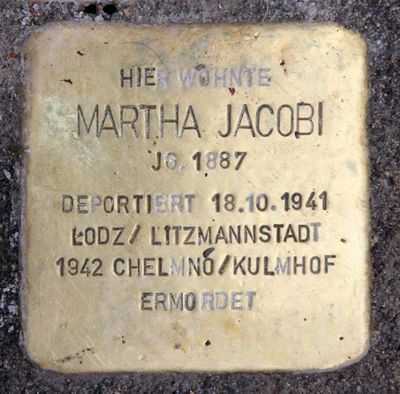 HIER WOHNTE
MARTHA JACOBI
JG. 1887
DEPORTIERT 18.10.1941
ŁODZ / LITZMANNSTADT
1942 CHELMNO / KULMHOF
ERMORDET